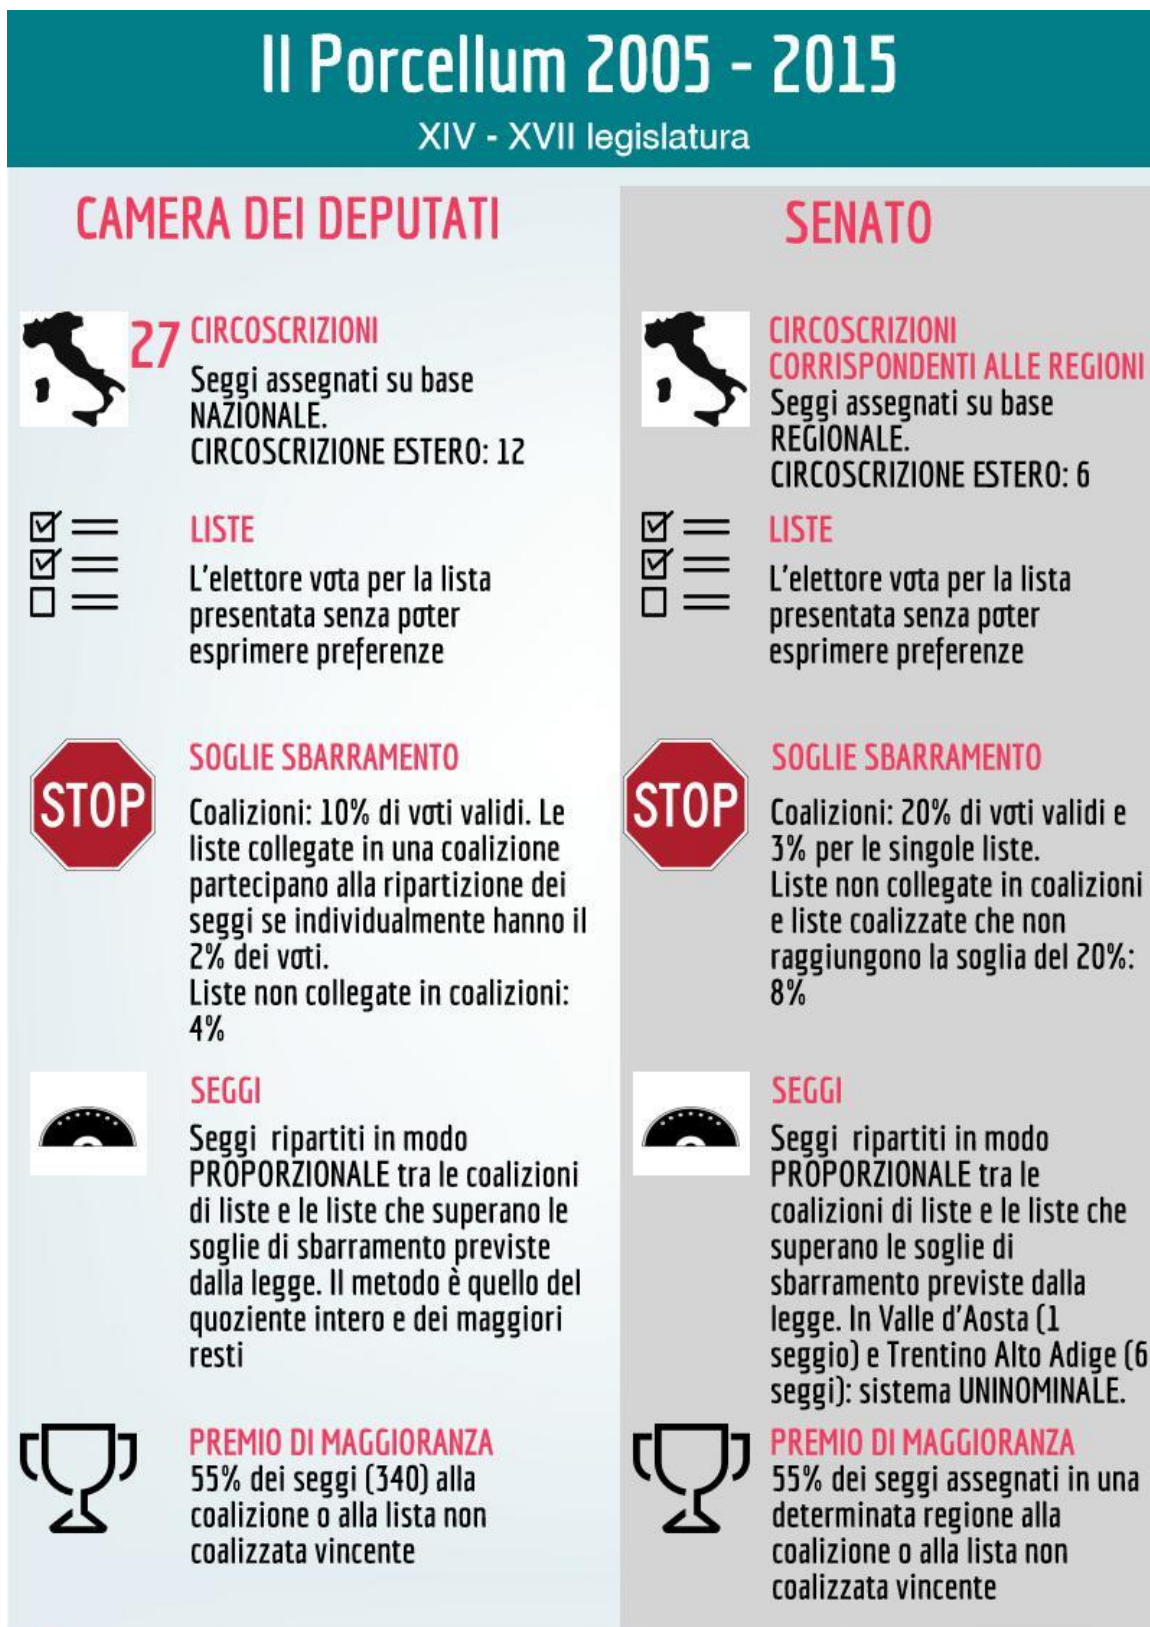 Il Porcellum 2005 - 2015
XIV - XVII legislatura
CAMERA DEI DEPUTATI
27 CIRCOSCRIZIONI
Seggi assegnati su base
NAZIONALE.
CIRCOSCRIZIONE ESTERO: 12
LISTE
L'elettore vota per la lista
presentata senza poter
esprimere preferenze
STOP
SOGLIE SBARRAMENTO
Coalizioni: 10% di voti validi. Le
liste collegate in una coalizione
partecipano alla ripartizione dei
seggi se individualmente hanno il
2% dei voti.
Liste non collegate in coalizioni:
4%
SEGGI
Seggi ripartiti in modo
PROPORZIONALE tra le coalizioni
di liste e le liste che superano le
soglie di sbarramento previste
dalla legge. Il metodo è quello del
quoziente intero e dei maggiori
resti
PREMIO DI MAGGIORANZA
55% dei seggi (340) alla
coalizione o alla lista non
coalizzata vincente
SENATO
CIRCOSCRIZIONI
CORRISPONDENTI ALLE REGIONI
Seggi assegnati su base
REGIONALE.
CIRCOSCRIZIONE ESTERO: 6
LISTE
L'elettore vota per la lista
presentata senza poter
esprimere preferenze
STOP
SOGLIE SBARRAMENTO
Coalizioni: 20% di voti validi e
3% per le singole liste.
Liste non collegate in coalizioni
e liste coalizzate che non
raggiungono la soglia del 20%:
8%
SEGGI
Seggi ripartiti in modo
PROPORZIONALE tra le
coalizioni di liste e le liste che
superano le soglie di
sbarramento previste dalla
legge. In Valle d'Aosta (1
seggio) e Trentino Alto Adige (6
seggi): sistema UNINOMINALE.
PREMIO DI MAGGIORANZA
55% dei seggi assegnati in una
determinata regione alla
coalizione o alla lista non
coalizzata vincente